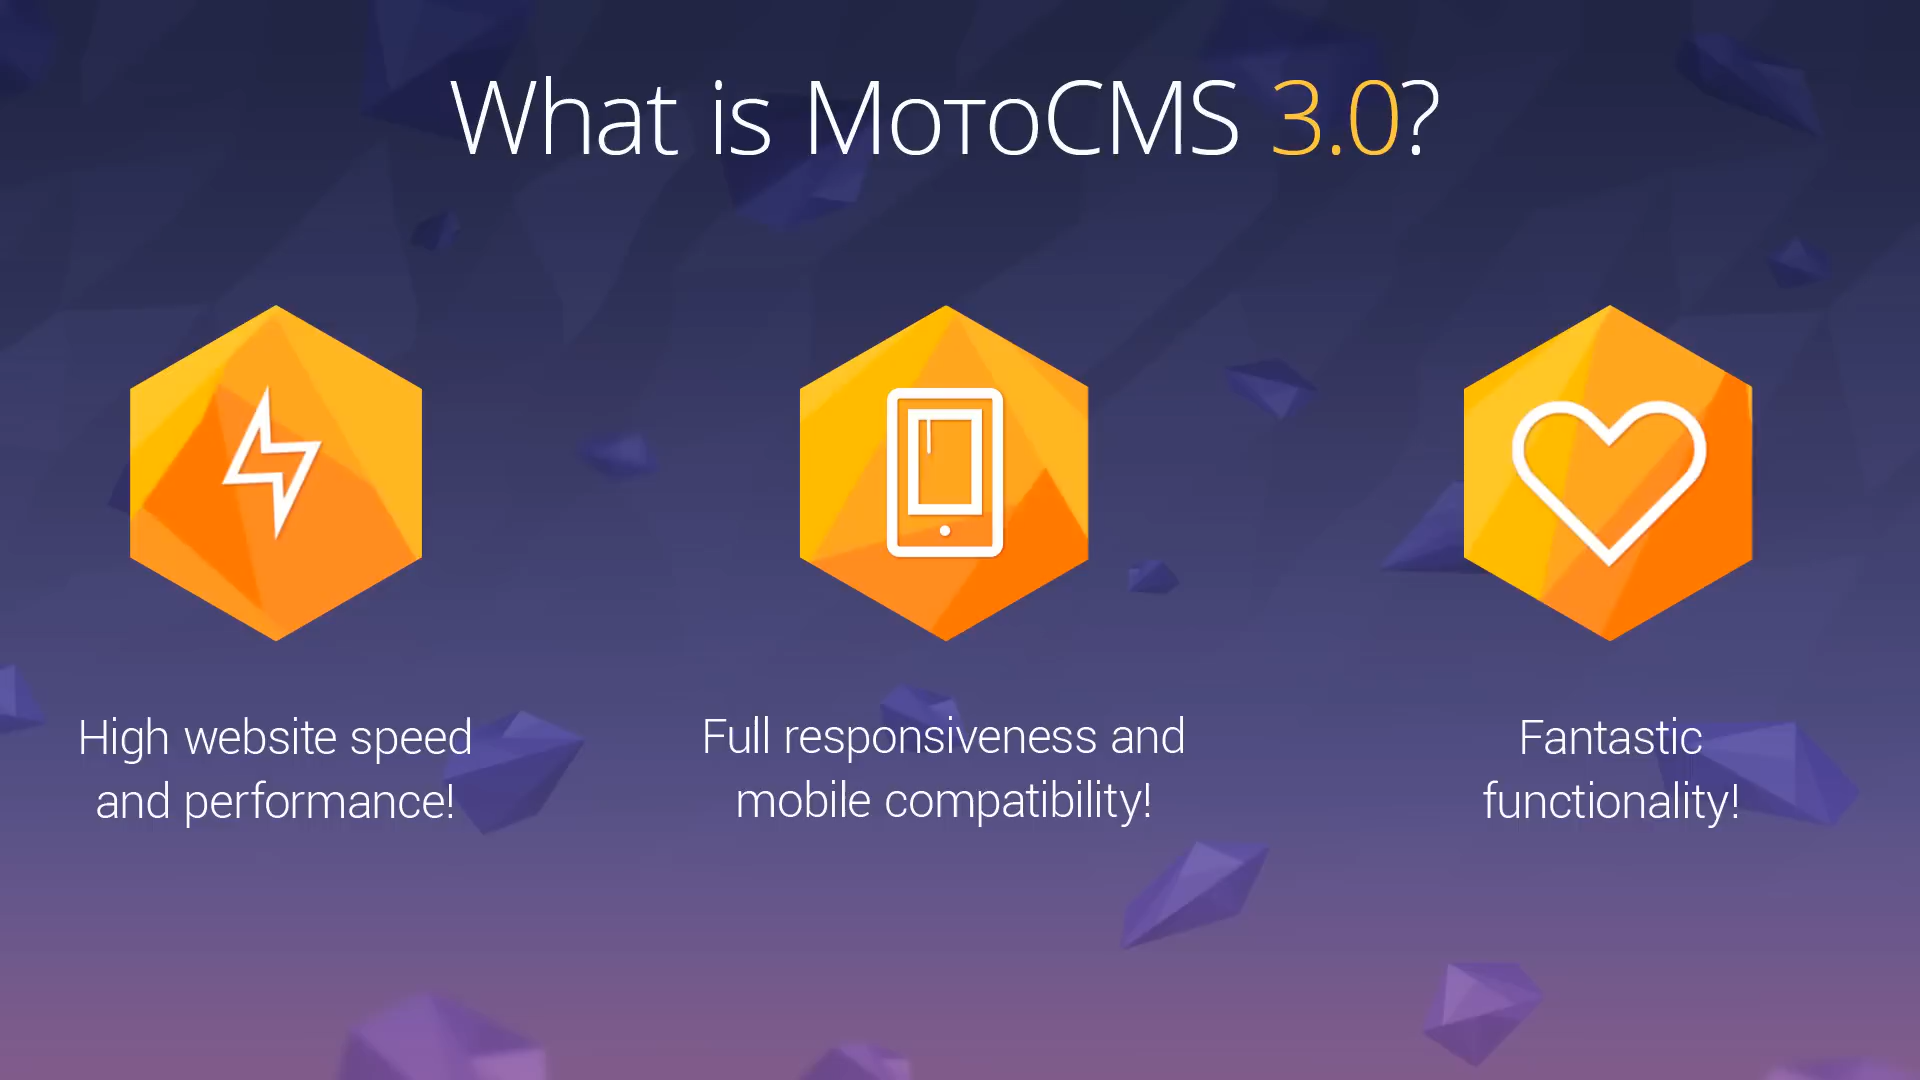 What is MotoCMS 3.0?
High website speed
and performance!
Full responsiveness and
mobile compatibility!
Fantastic
functionality!